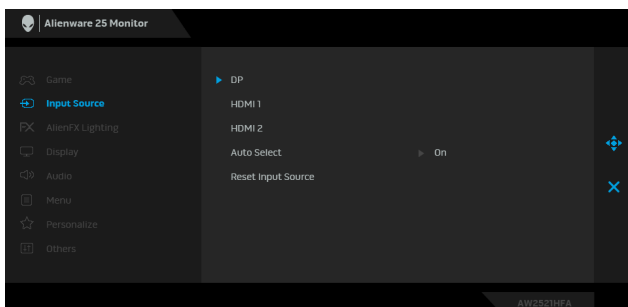 Alienware 25 Monitor
Game
Input Source
AlienFX Lighting
Display
Audio
Menu
Personalize
Others
DP
HDMI 1
HDMI 2
Auto Select On
Reset Input Source
AW2521HFA